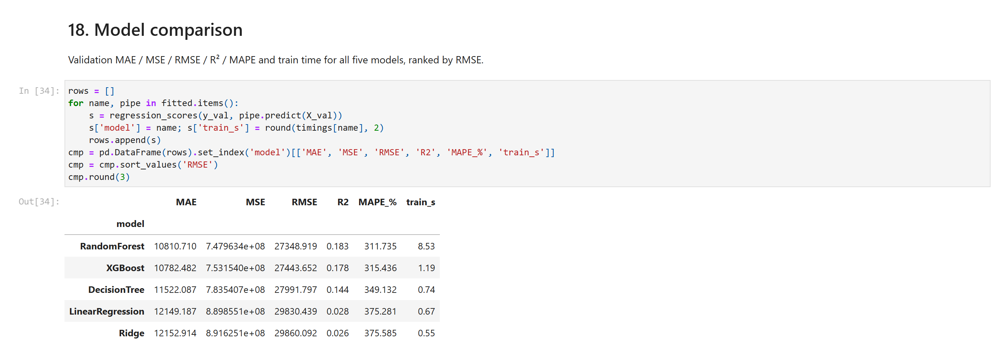 18. Model comparison
Validation MAE / MSE / RMSE / R² / MAPE and train time for all five models, ranked by RMSE.
In [34]:
rows = []
for name, pipe in fitted.items():
    s = regression_scores(y_val, pipe.predict(X_val))
    s['model'] = name; s['train_s'] = round(timings[name], 2)
    rows.append(s)
cmp = pd.DataFrame(rows).set_index('model')[['MAE', 'MSE', 'RMSE', 'R2', 'MAPE_%', 'train_s']]
cmp = cmp.sort_values('RMSE')
cmp.round(3)
Out[34]:
MAE MSE RMSE R2 MAPE_% train_s
model
RandomForest 10810.710 7.479634e+08 27348.919 0.183 311.735 8.53
XGBoost 10782.482 7.531540e+08 27443.652 0.178 315.436 1.19
DecisionTree 11522.087 7.835407e+08 27991.797 0.144 349.132 0.74
LinearRegression 12149.187 8.898551e+08 29830.439 0.028 375.281 0.67
Ridge 12152.914 8.916251e+08 29860.092 0.026 375.585 0.55